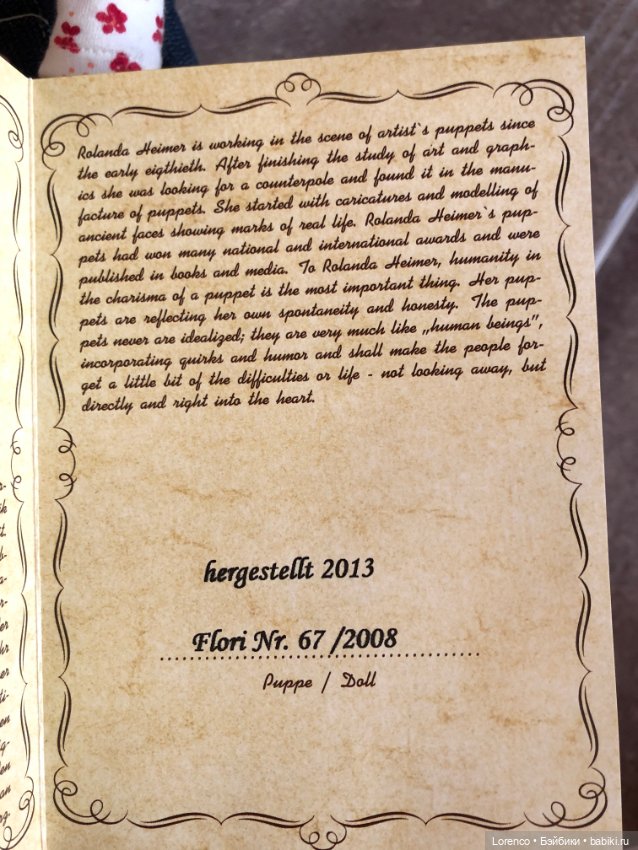 Rolanda Heimer is working in the scene of artist`s puppets since
the early eigthieth. After finishing the study of art and graph-
ics she was looking for a counterpole and found it in the manu-
facture of puppets. She started with caricatures and modelling of
ancient faces showing marks of real life. Rolanda Heimer`s pup-
pets had won many national and international awards and were
published in books and media. To Rolanda Heimer, humanity in
the charisma of a puppet is the most important thing. Her pup-
pets are reflecting her own spontaneity and honesty. The pup-
pets never are idealized; they are very much like „human beings",
incorporating quirks and humor and shall make the people for-
get a little bit of the difficulties or life - not looking away, but
directly and right into the heart.
hergestellt 2013
Flori Nr. 67 /2008
Puppe / Doll
Lorenco • Бэйбики • babiki.ru